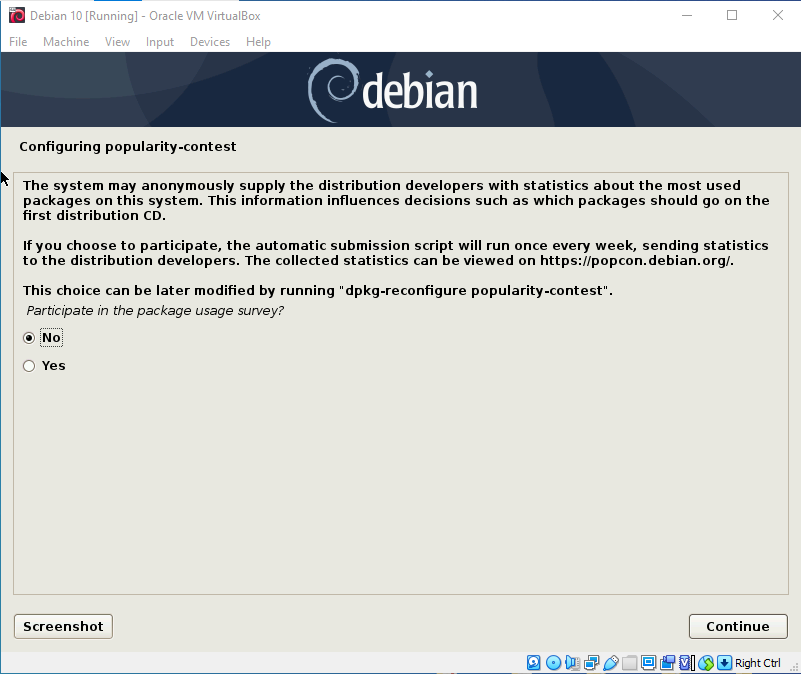 Debian 10 [Running] - Oracle VM VirtualBox
File Machine View Input Devices Help
debian
Configuring popularity-contest
The system may anonymously supply the distribution developers with statistics about the most used
packages on this system. This information influences decisions such as which packages should go on the
first distribution CD.
If you choose to participate, the automatic submission script will run once every week, sending statistics
to the distribution developers. The collected statistics can be viewed on https://popcon.debian.org/.
This choice can be later modified by running "dpkg-reconfigure popularity-contest".
Participate in the package usage survey?
No
Yes
Screenshot Continue
Right Ctrl